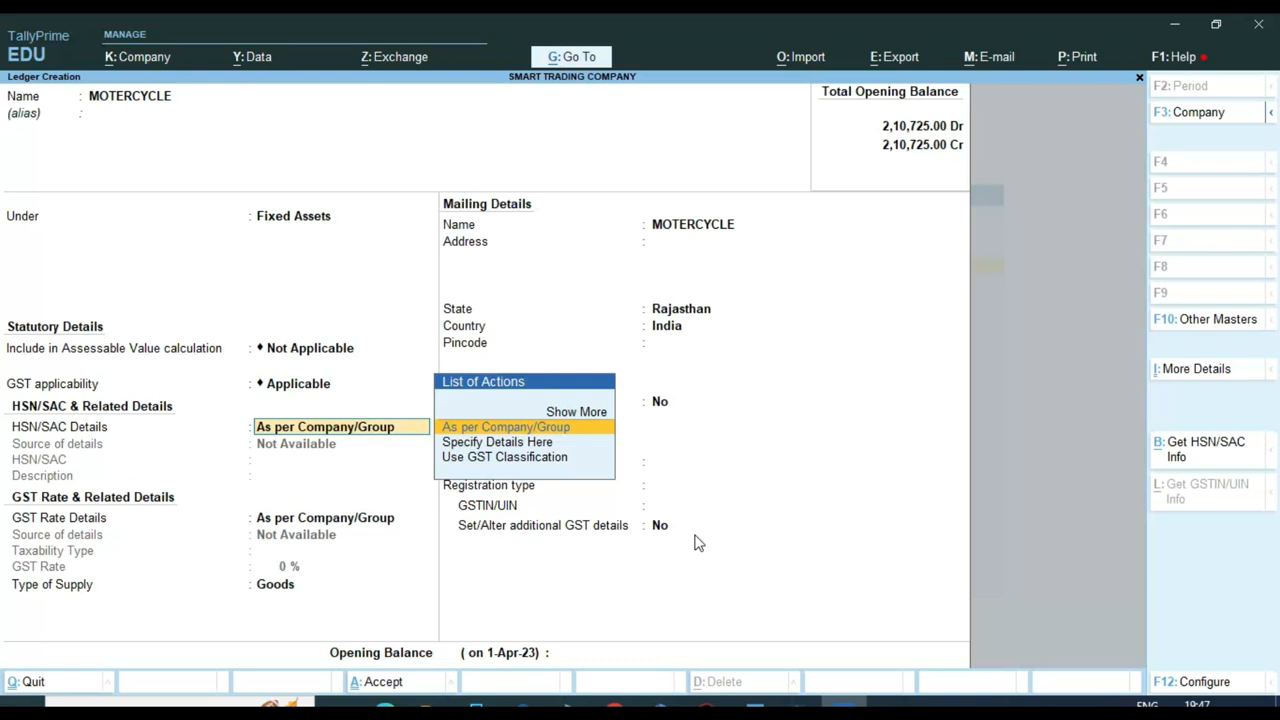 TallyPrime
EDU
MANAGE
K: Company
Y: Data
Z: Exchange
G: Go To
O: Import
E: Export
M: E-mail
P: Print
F1: Help
Ledger Creation
SMART TRADING COMPANY
Name : MOTERCYCLE
(alias) :
Total Opening Balance
2,10,725.00 Dr
2,10,725.00 Cr
Under : Fixed Assets
Statutory Details
Include in Assessable Value calculation : ♦ Not Applicable
GST applicability : ♦ Applicable
HSN/SAC & Related Details
HSN/SAC Details : As per Company/Group
Source of details : Not Available
HSN/SAC :
Description :
GST Rate & Related Details
GST Rate Details : As per Company/Group
Source of details : Not Available
Taxability Type :
GST Rate : 0 %
Type of Supply : Goods
Mailing Details
Name : MOTERCYCLE
Address :
State : Rajasthan
Country : India
Pincode :
: No
List of Actions
Show More
As per Company/Group
Specify Details Here
Use GST Classification
:
Registration type :
GSTIN/UIN :
Set/Alter additional GST details : No
Opening Balance ( on 1-Apr-23) :
F2: Period
F3: Company
F4
F5
F6
F7
F8
F9
F10: Other Masters
I: More Details
B: Get HSN/SAC
Info
L: Get GSTIN/UIN
Info
Q: Quit
A: Accept
D: Delete
F12: Configure
ENG
19:47